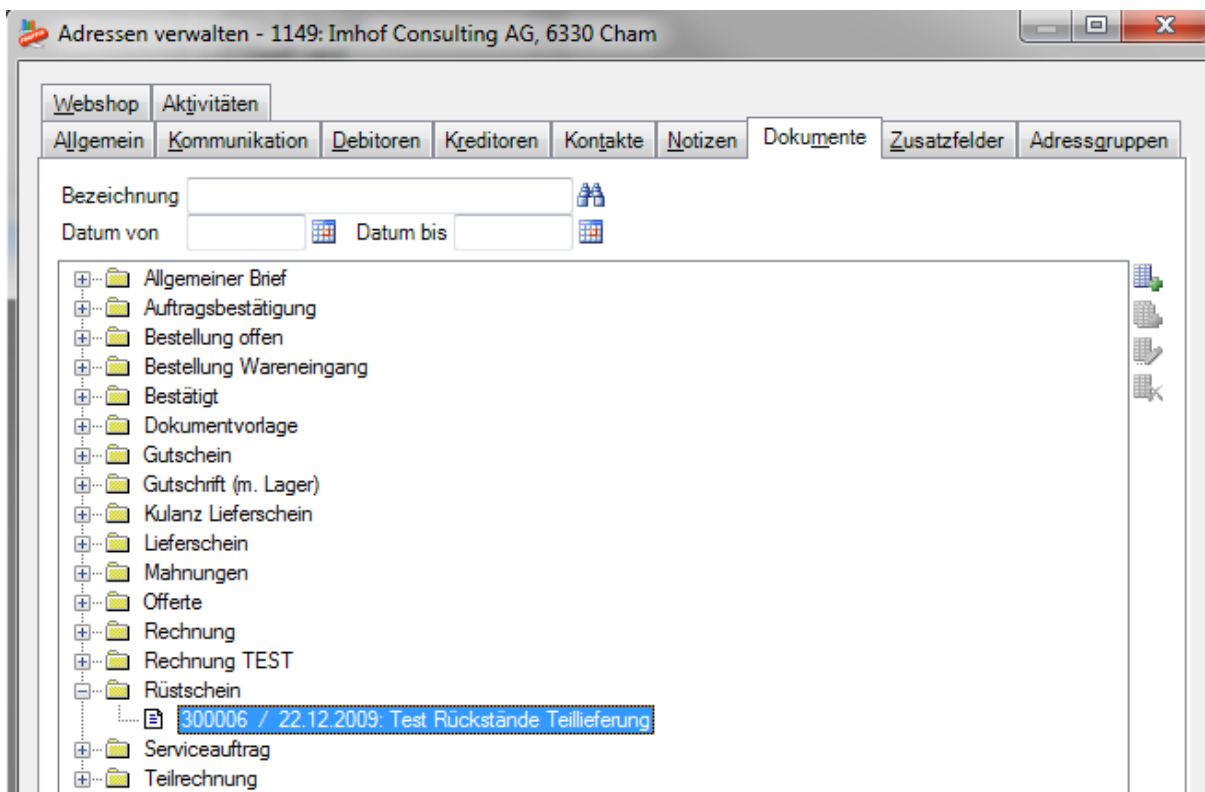 Adressen verwalten - 1149: Imhof Consulting AG, 6330 Cham
Webshop Aktivitäten
Allgemein Kommunikation Debitoren Kreditoren Kontakte Notizen Dokumente Zusatzfelder Adressgruppen
Bezeichnung
Datum von Datum bis
Allgemeiner Brief
Auftragsbestätigung
Bestellung offen
Bestellung Wareneingang
Bestätigt
Dokumentvorlage
Gutschein
Gutschrift (m. Lager)
Kulanz Lieferschein
Lieferschein
Mahnungen
Offerte
Rechnung
Rechnung TEST
Rüstschein
300006 / 22.12.2009: Test Rückstände Teillieferung
Serviceauftrag
Teilrechnung